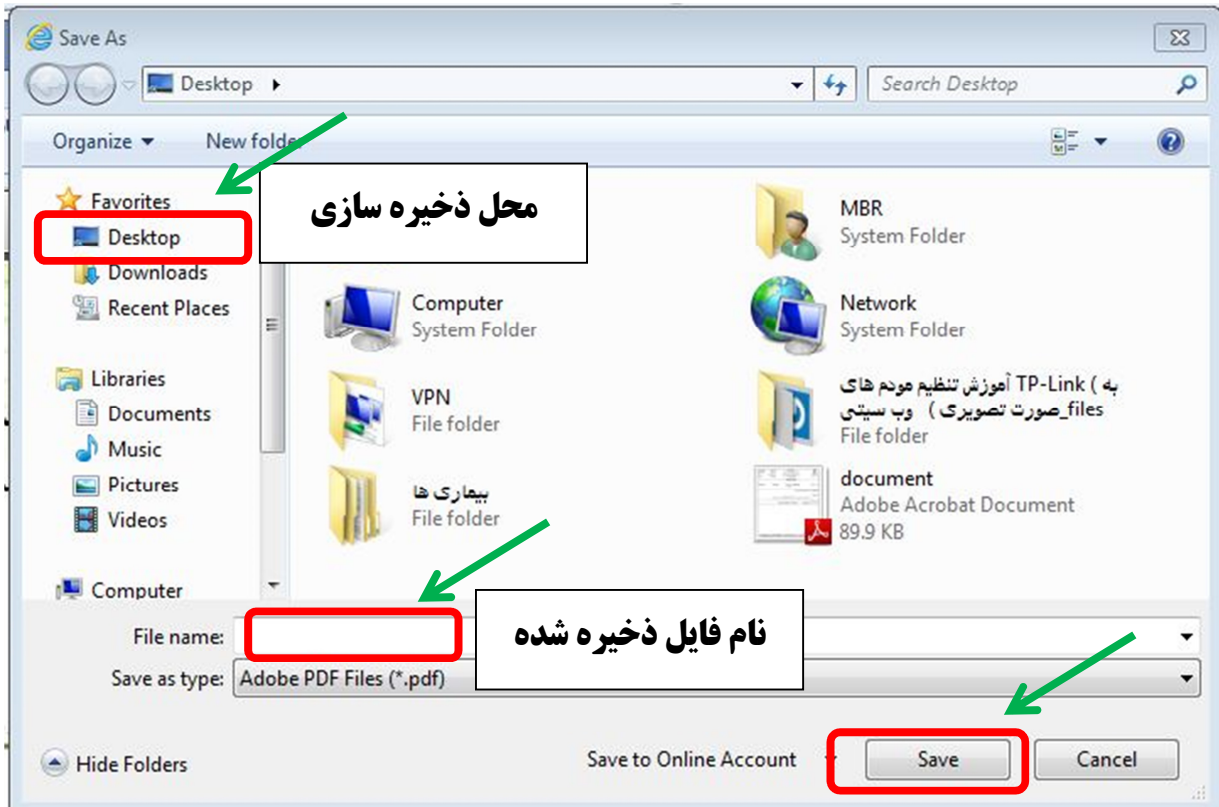 Save As
Desktop
Search Desktop
Organize
New folder
Favorites
Desktop
Downloads
Recent Places
Libraries
Documents
Music
Pictures
Videos
Computer
محل ذخیره سازی
MBR
System Folder
Computer
System Folder
Network
System Folder
VPN
File folder
آموزش تنظیم مودم های TP-Link ( به
صورت تصویری ) وب سیتی_files
File folder
بیماری ها
File folder
document
Adobe Acrobat Document
89.9 KB
File name:
نام فایل ذخیره شده
Save as type:
Adobe PDF Files (*.pdf)
Hide Folders
Save to Online Account
Save
Cancel